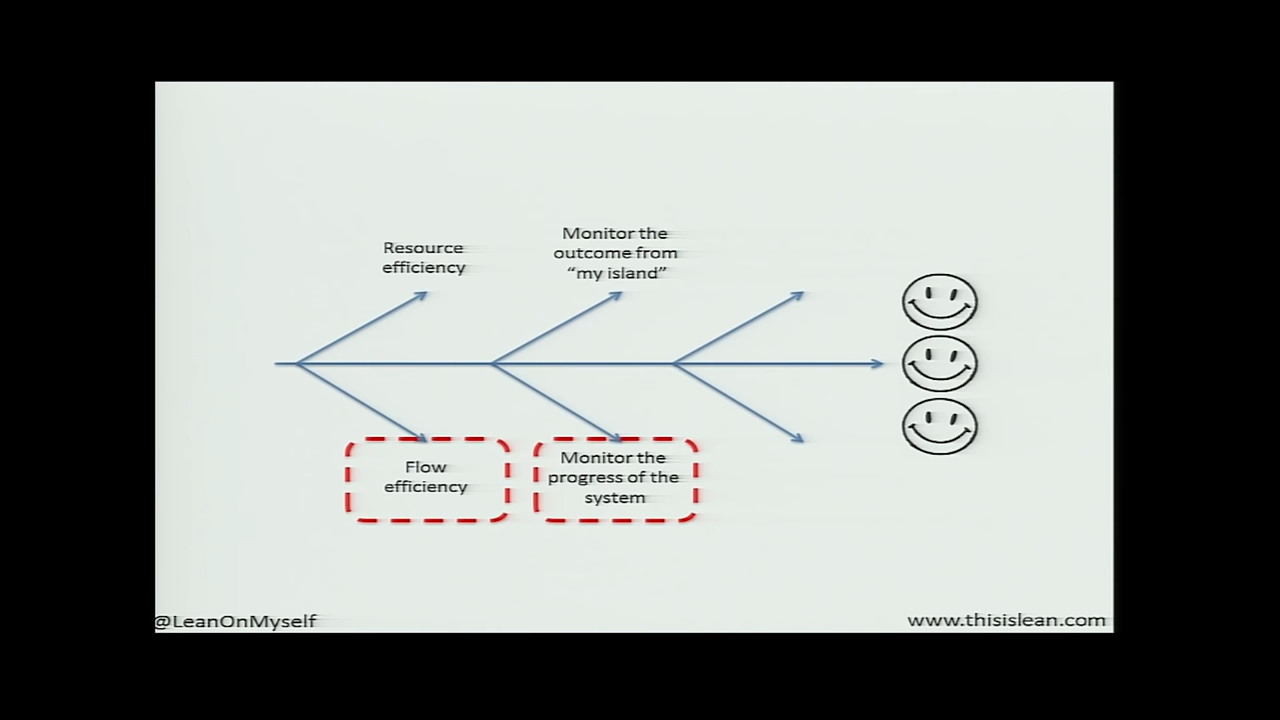 Resource
efficiency
Monitor the
outcome from
“my island”
Flow
efficiency
Monitor the
progress of the
system
@LeanOnMyself
www.thisislean.com